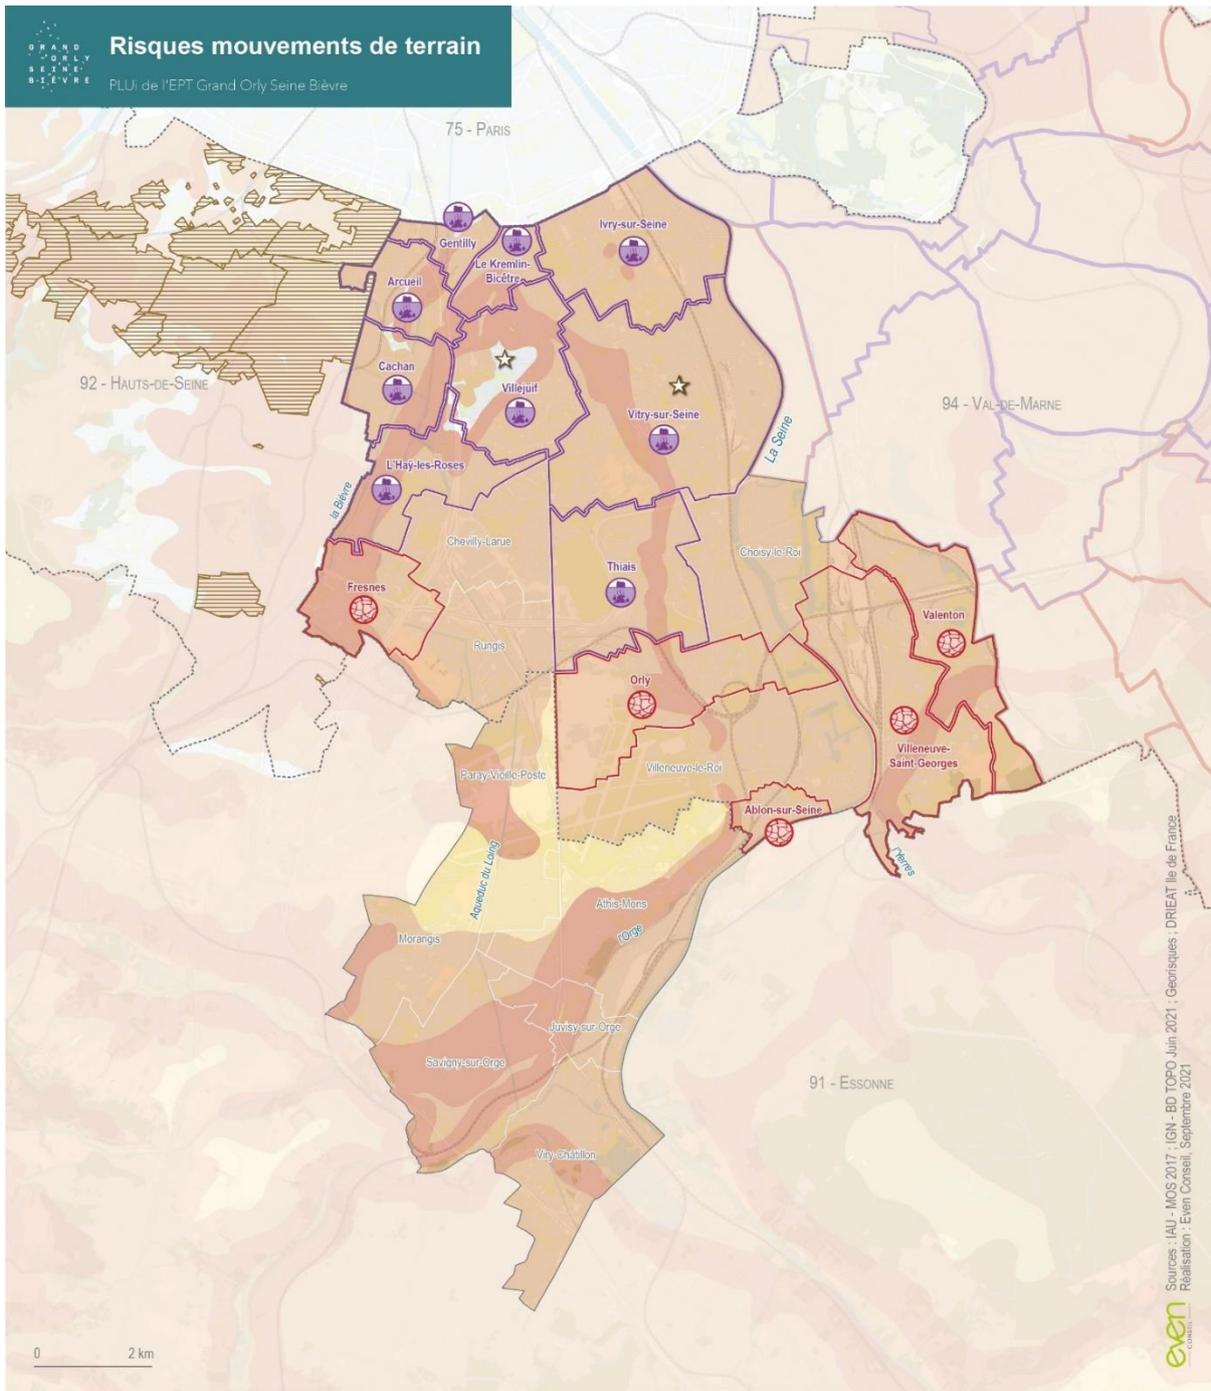 GRAND
ORLY
SEINE
BIÈVRE
Risques mouvements de terrain
PLUi de l'EPT Grand Orly Seine Bièvre
75 - PARIS
Ivry-sur-Seine
Gentilly
Le Kremlin-
Bicêtre
Arcueil
Cachan
92 - HAUTS-DE-SEINE
Villejuif
Vitry-sur-Seine
94 - VAL-DE-MARNE
La Seine
L'Haÿ-les-Roses
la Bièvre
Chevilly-Larue
Choisy-le-Roi
Thiais
Fresnes
Valenton
Rungis
Orly
Villeneuve-
Saint-Georges
Villeneuve-le-Roi
Paray-Vieille-Poste
Ablon-sur-Seine
l'Yerres
Aqueduc du Loing
Athis-Mons
l'Orge
Morangis
Juvisy-sur-Orge
Savigny-sur-Orge
91 - ESSONNE
Viry-Châtillon
0 2 km
Sources : IAU - MOS 2017 ; IGN - BD TOPO Juin 2021 ; Georisques ; DRIEAT Ile de France
Réalisation : Even Conseil, Septembre 2021
even
CONSEIL